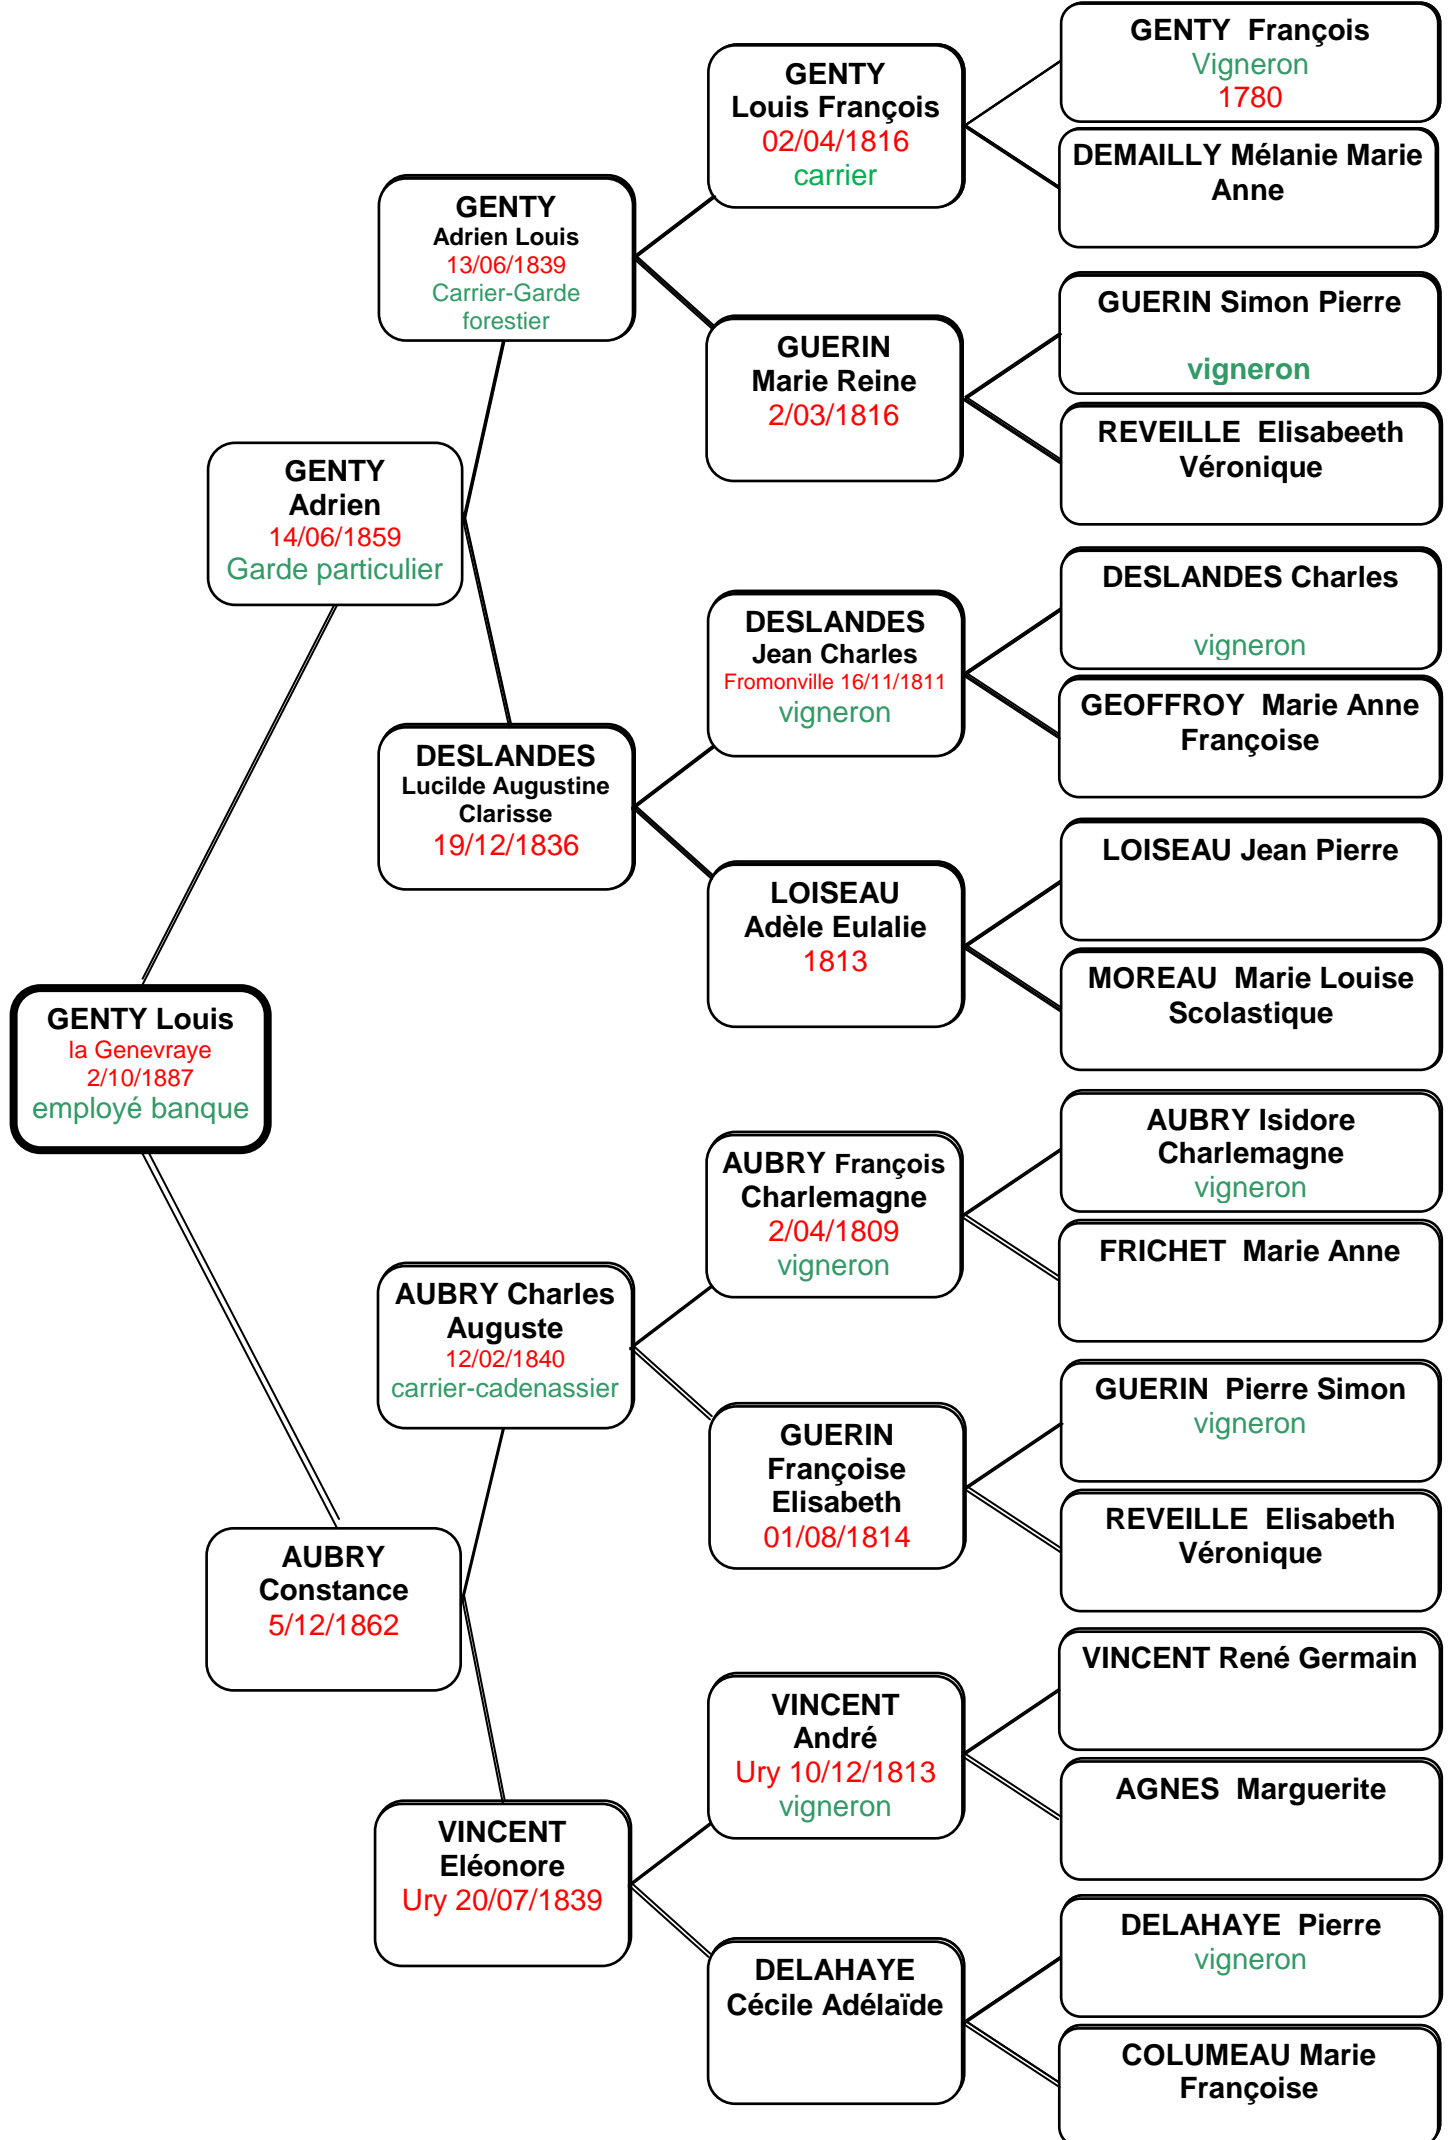 GENTY François
Vigneron
1780
GENTY
Louis François
02/04/1816
carrier
DEMAILLY Mélanie Marie
Anne
GENTY
Adrien Louis
13/06/1839
Carrier-Garde
forestier
GUERIN Simon Pierre
vigneron
GUERIN
Marie Reine
2/03/1816
REVEILLE Elisabeeth
Véronique
GENTY
Adrien
14/06/1859
Garde particulier
DESLANDES Charles
vigneron
DESLANDES
Jean Charles
Fromonville 16/11/1811
vigneron
GEOFFROY Marie Anne
Françoise
DESLANDES
Lucilde Augustine
Clarisse
19/12/1836
LOISEAU Jean Pierre
LOISEAU
Adèle Eulalie
1813
MOREAU Marie Louise
Scolastique
GENTY Louis
la Genevraye
2/10/1887
employé banque
AUBRY Isidore
Charlemagne
vigneron
AUBRY François
Charlemagne
2/04/1809
vigneron
FRICHET Marie Anne
AUBRY Charles
Auguste
12/02/1840
carrier-cadenassier
GUERIN Pierre Simon
vigneron
GUERIN
Françoise
Elisabeth
01/08/1814
REVEILLE Elisabeth
Véronique
AUBRY
Constance
5/12/1862
VINCENT René Germain
VINCENT
André
Ury 10/12/1813
vigneron
AGNES Marguerite
VINCENT
Eléonore
Ury 20/07/1839
DELAHAYE Pierre
vigneron
DELAHAYE
Cécile Adélaïde
COLUMEAU Marie
Françoise